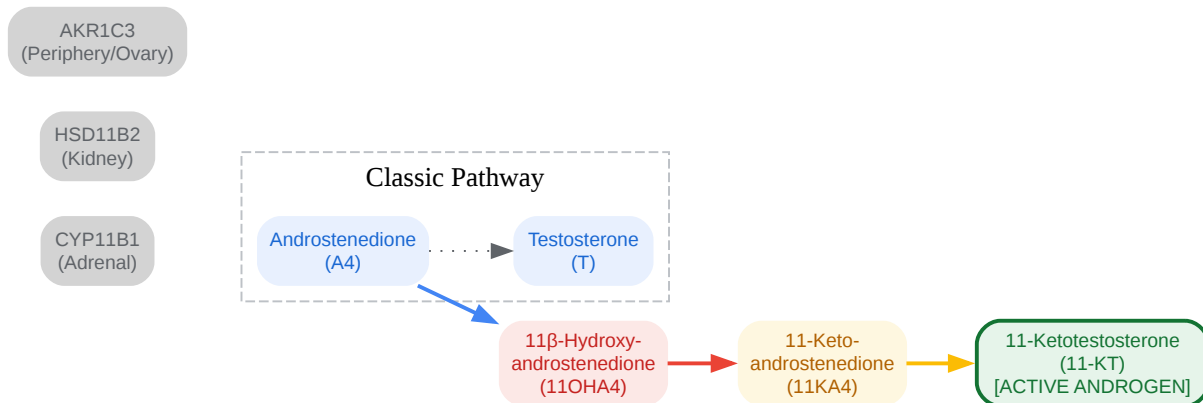 AKR1C3
(Periphery/Ovary)
HSD11B2
(Kidney)
CYP11B1
(Adrenal)
Classic Pathway
Androstenedione
(A4)
Testosterone
(T)
11β-Hydroxy-
androstenedione
(11OHA4)
11-Keto-
androstenedione
(11KA4)
11-Ketotestosterone
(11-KT)
[ACTIVE ANDROGEN]